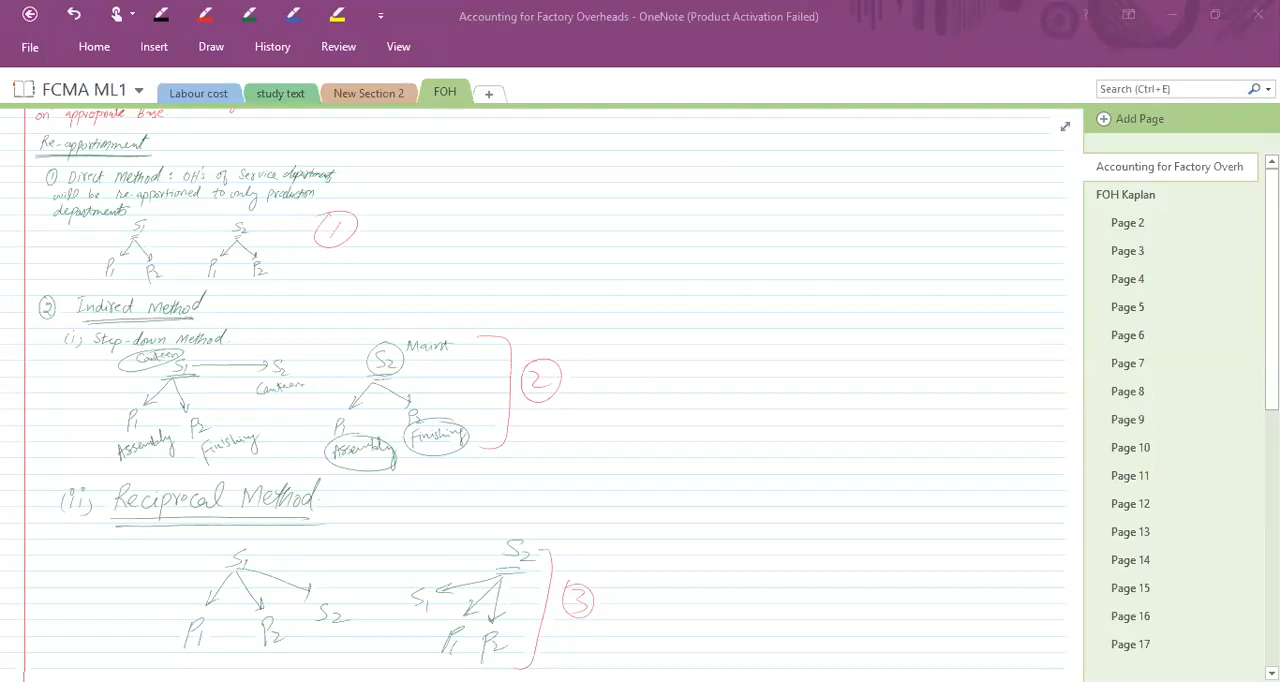 Accounting for Factory Overheads - OneNote (Product Activation Failed)
File Home Insert Draw History Review View
FCMA ML1 Labour cost study text New Section 2 FOH +
Search (Ctrl+E)
Add Page
Accounting for Factory Overh
FOH Kaplan
Page 2
Page 3
Page 4
Page 5
Page 6
Page 7
Page 8
Page 9
Page 10
Page 11
Page 12
Page 13
Page 14
Page 15
Page 16
Page 17
on appropriate base
Re-apportionment
① Direct Method : OH's of Service department
will be re-apportioned to only production
departments
S1 S2
P1 P2 P1 P2
1
② Indirect Method
(i) Step-down Method
Canteen S1 S2 S2 Maint
Canteen
P1 P2 P1 P2
Assembly Finishing Assembly Finishing
2
(ii) Reciprocal Method
S1 S2
P1 P2 S2 S1 P1 P2
3